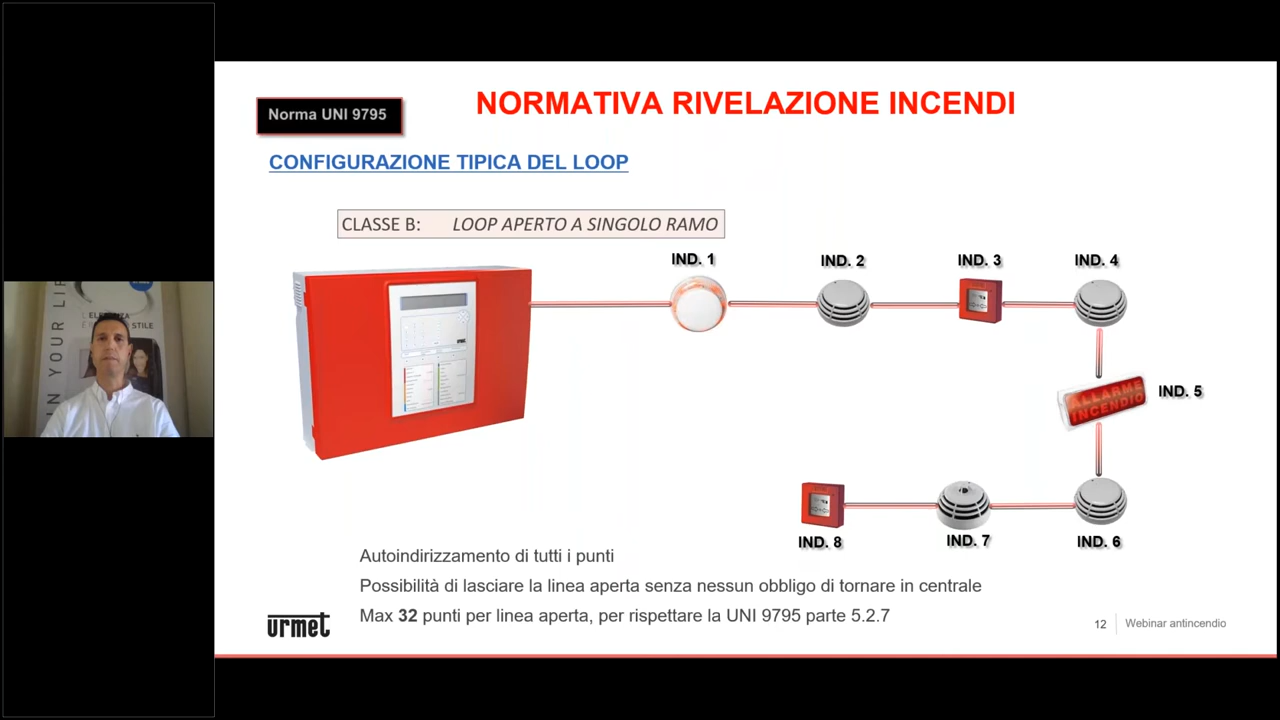 Norma UNI 9795
NORMATIVA RIVELAZIONE INCENDI
CONFIGURAZIONE TIPICA DEL LOOP
CLASSE B: LOOP APERTO A SINGOLO RAMO
IND. 1
IND. 2
IND. 3
IND. 4
ALLARME
INCENDIO
IND. 5
IND. 8
IND. 7
IND. 6
Autoindirizzamento di tutti i punti
Possibilità di lasciare la linea aperta senza nessun obbligo di tornare in centrale
Max 32 punti per linea aperta, per rispettare la UNI 9795 parte 5.2.7
urmet
12
Webinar antincendio
IN YOUR
STILE